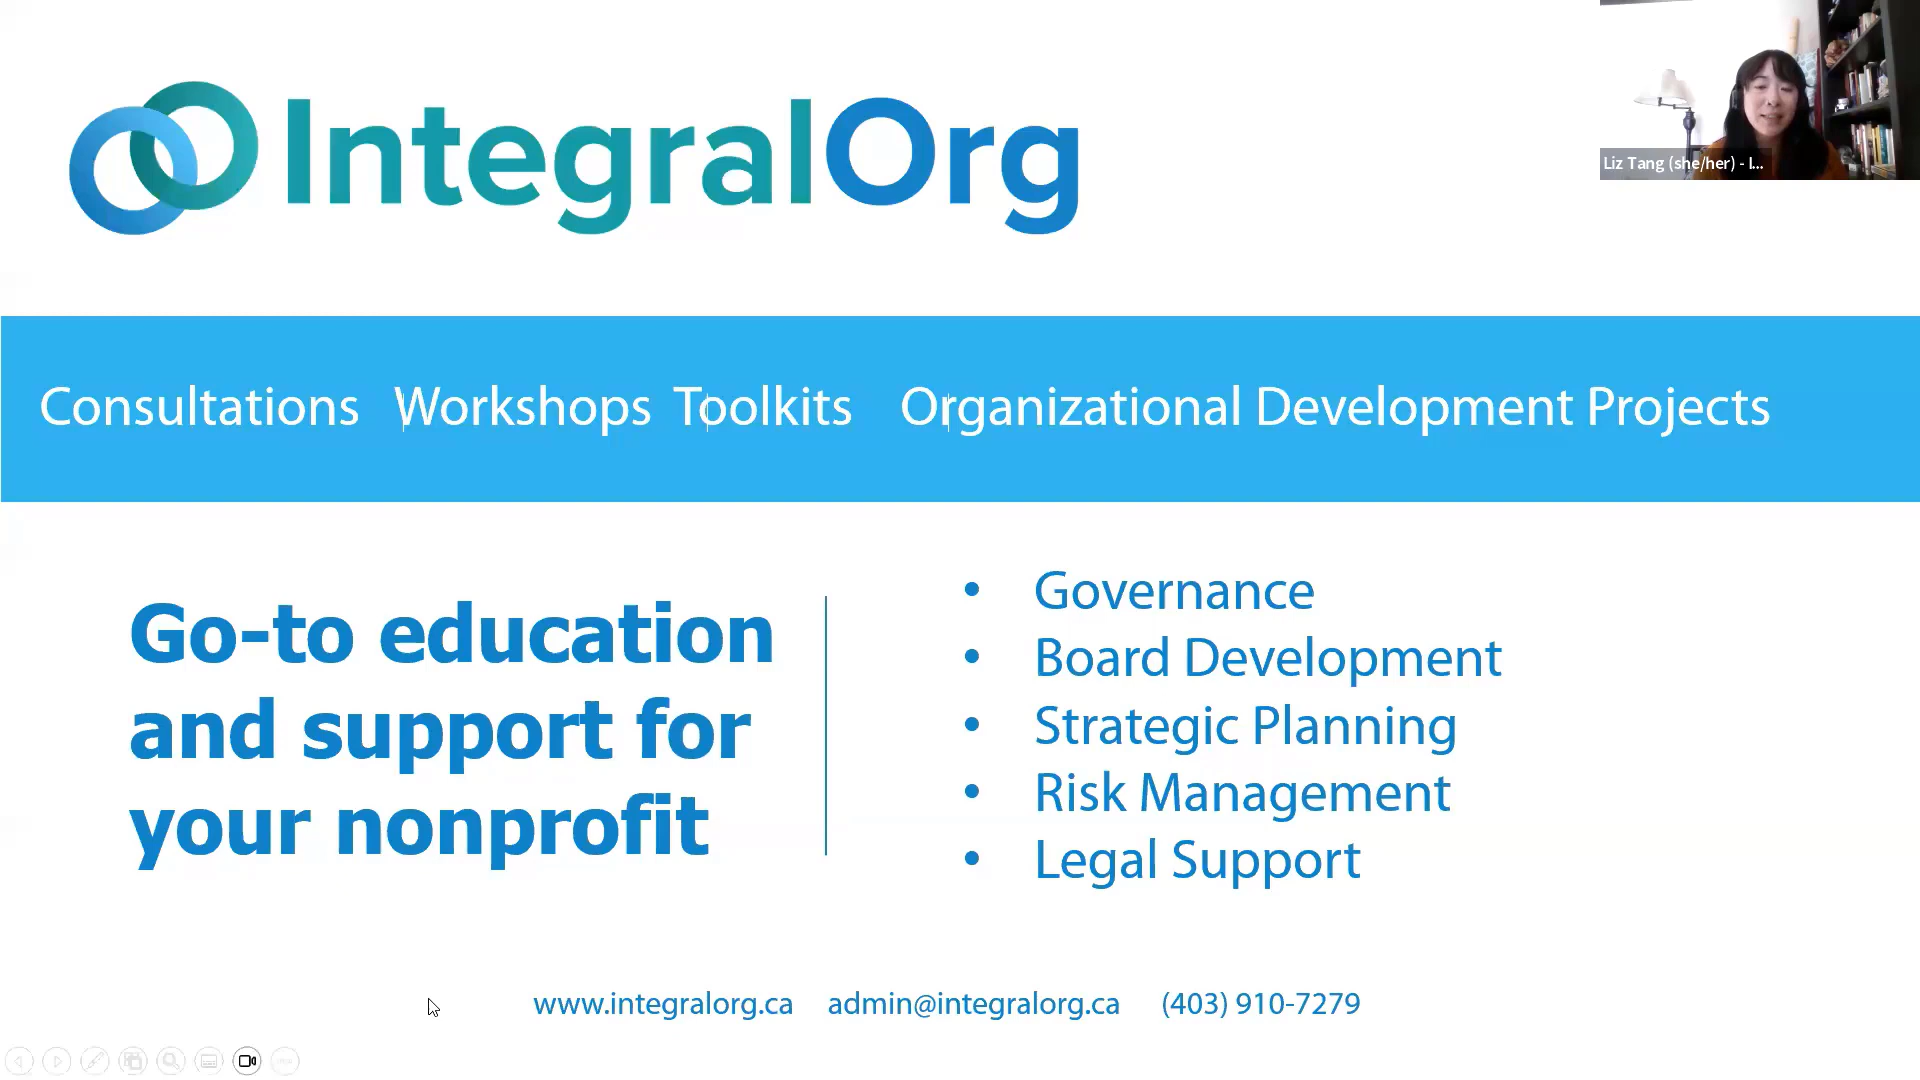 IntegralOrg
Liz Tang (she/her) - I...
Consultations Workshops Toolkits Organizational Development Projects
Go-to education
and support for
your nonprofit
• Governance
• Board Development
• Strategic Planning
• Risk Management
• Legal Support
www.integralorg.ca admin@integralorg.ca (403) 910-7279